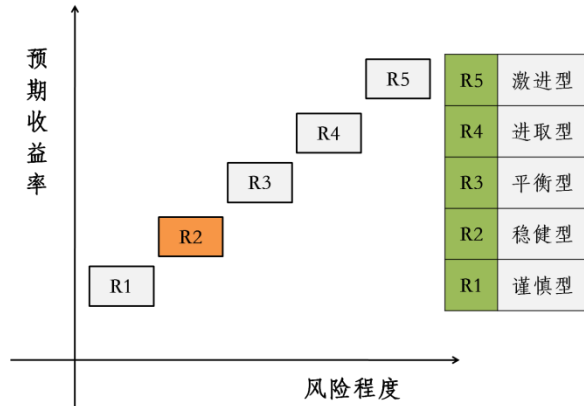 预期收益率
R5
R4
R3
R2
R1
风险程度
R5 激进型
R4 进取型
R3 平衡型
R2 稳健型
R1 谨慎型